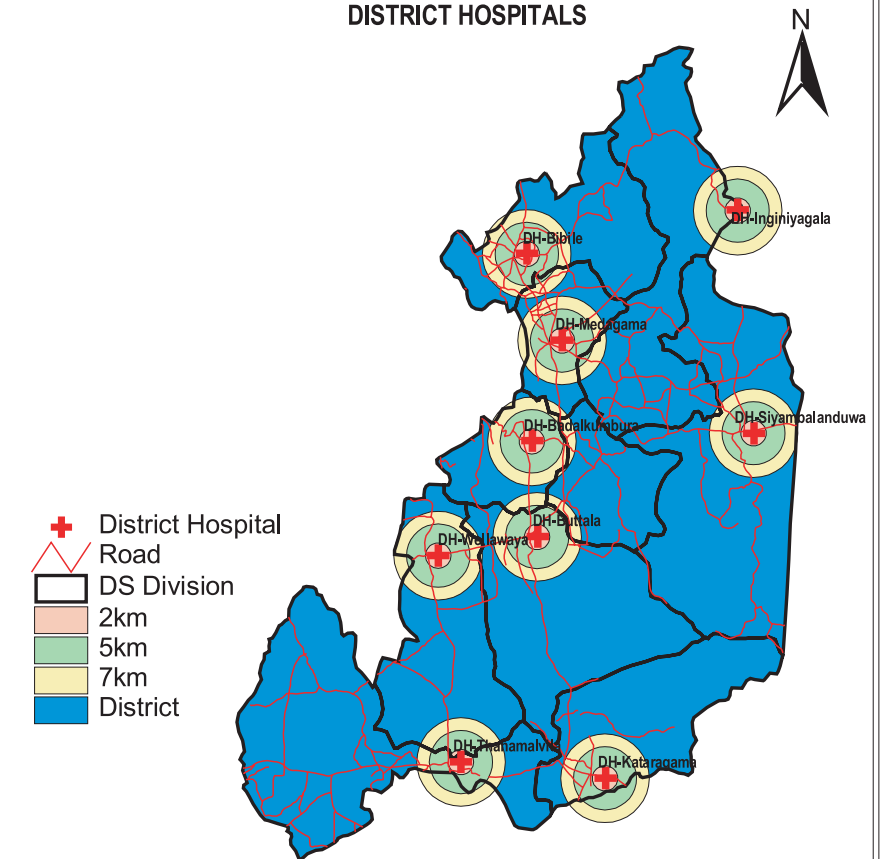 DISTRICT HOSPITALS
N
DH-Inginiyagala
DH-Bibile
DH-Medagama
DH-Siyambalanduwa
DH-Badalkumbura
DH-Buttala
DH-Wellawaya
DH-Thanamalvila
DH-Kataragama
District Hospital
Road
DS Division
2km
5km
7km
District